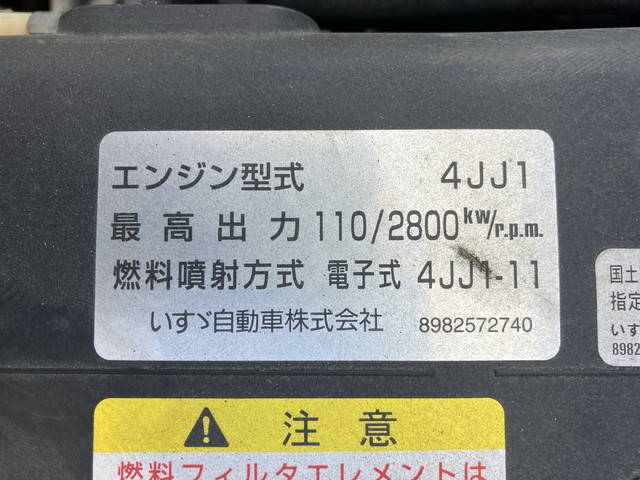 エンジン型式 4JJ1
最高出力 110/2800kw/r.p.m.
燃料噴射方式 電子式 4JJ1-11
いすゞ自動車株式会社 8982572740
国土
指定
いすゞ
8982
⚠ 注意
燃料フィルタエレメントは